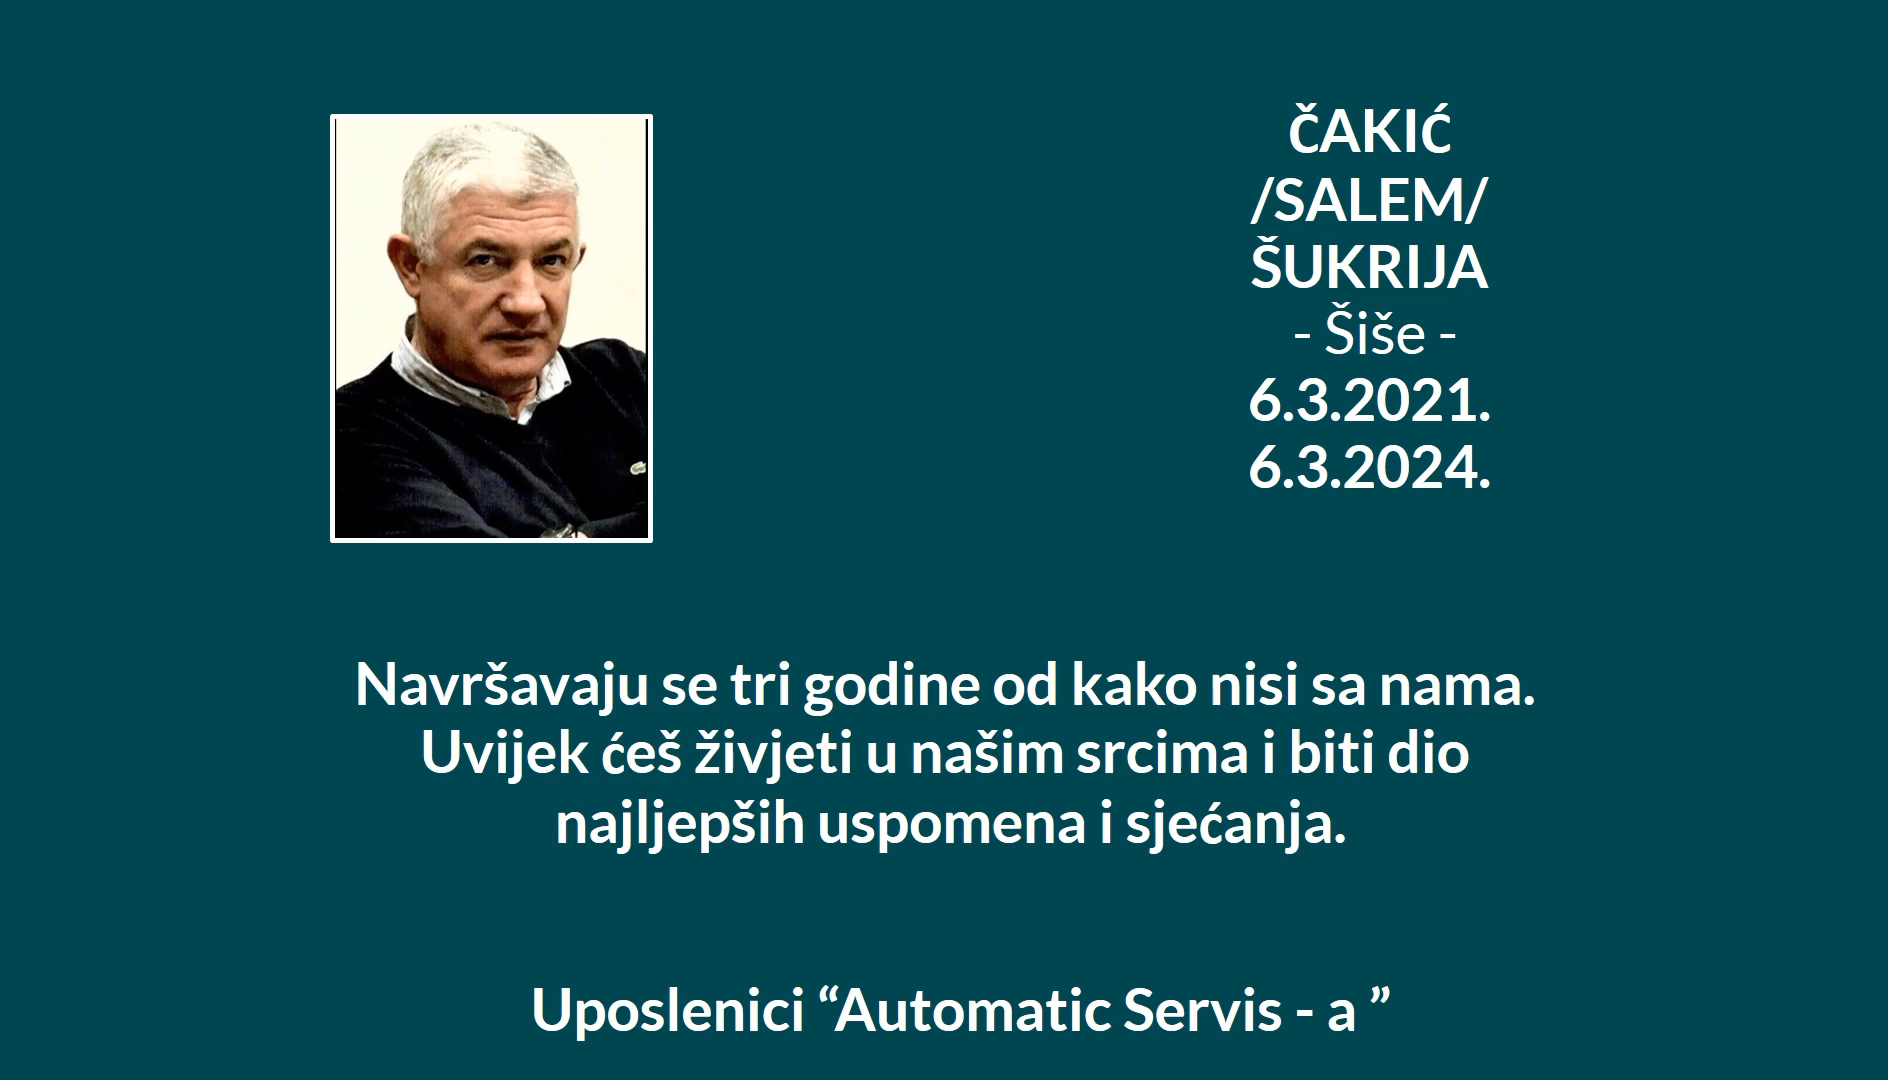 ČAKIĆ
/SALEM/
ŠUKRIJA
- Šiše -
6.3.2021.
6.3.2024.
Navršavaju se tri godine od kako nisi sa nama.
Uvijek ćeš živjeti u našim srcima i biti dio
najljepših uspomena i sjećanja.
Uposlenici “Automatic Servis - a ”